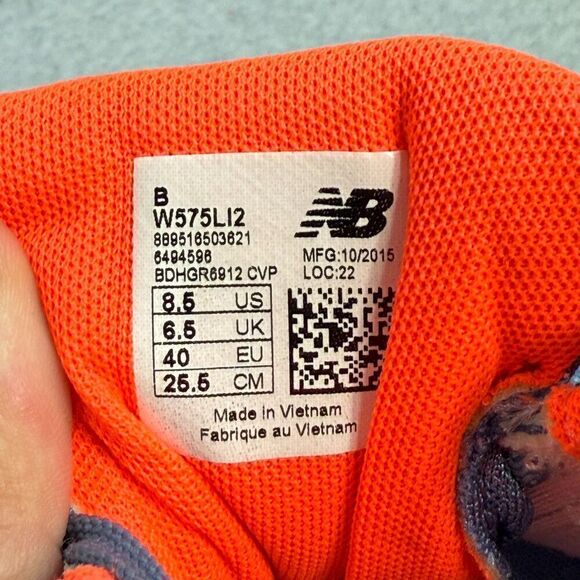 B
W575LI2
889516503621
6494596
BDHGR6912 CVP
NB
MFG:10/2015
LOC:22
8.5 US
6.5 UK
40 EU
25.5 CM
Made in Vietnam
Fabrique au Vietnam